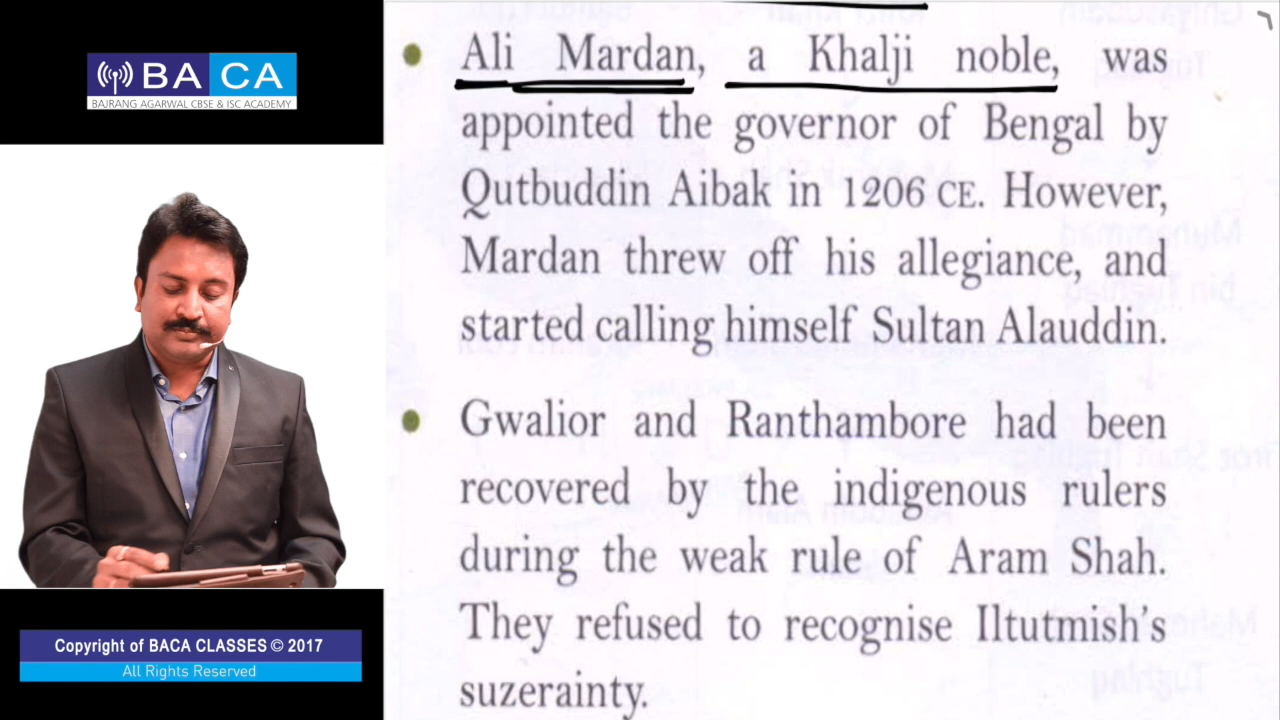 BA CA
BAJRANG AGARWAL CBSE & ISC ACADEMY
Ali Mardan, a Khalji noble, was
appointed the governor of Bengal by
Qutbuddin Aibak in 1206 CE. However,
Mardan threw off his allegiance, and
started calling himself Sultan Alauddin.
Gwalior and Ranthambore had been
recovered by the indigenous rulers
during the weak rule of Aram Shah.
They refused to recognise Iltutmish's
suzerainty.
Copyright of BACA CLASSES © 2017
All Rights Reserved